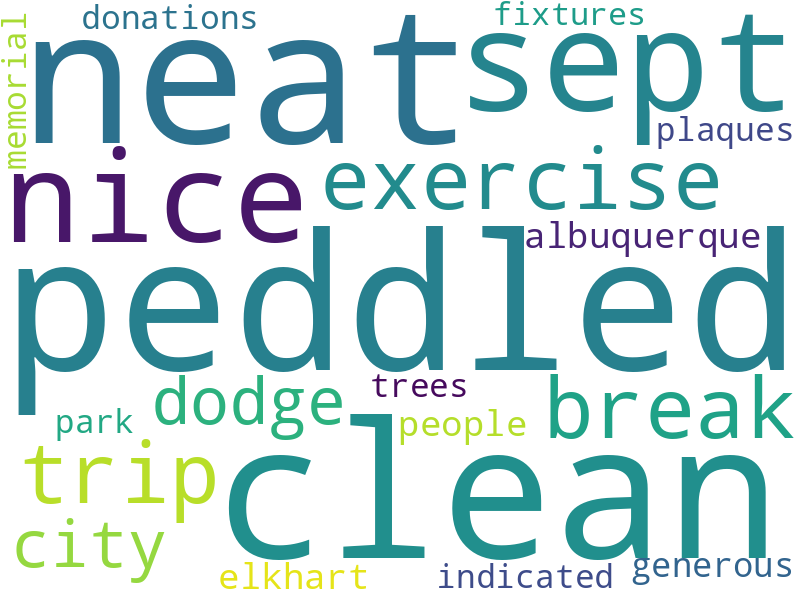 donations
fixtures
memorial
neat
sept
plaques
nice
exercise
albuquerque
peddled
trees
dodge
break
park
people
trip
clean
city
elkhart
indicated
generous